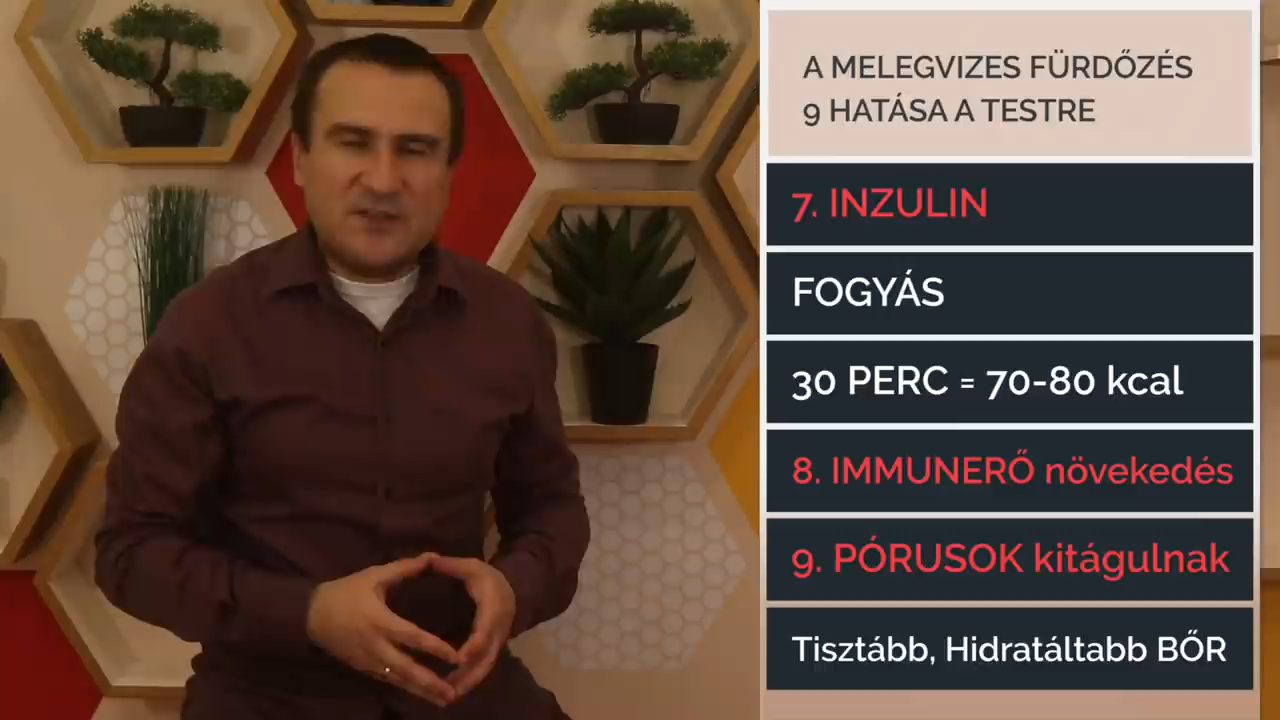 A MELEGVIZES FÜRDŐZÉS
9 HATÁSA A TESTRE
7. INZULIN
FOGYÁS
30 PERC = 70-80 kcal
8. IMMUNERŐ növekedés
9. PÓRUSOK kitágulnak
Tisztább, Hidratáltabb BŐR